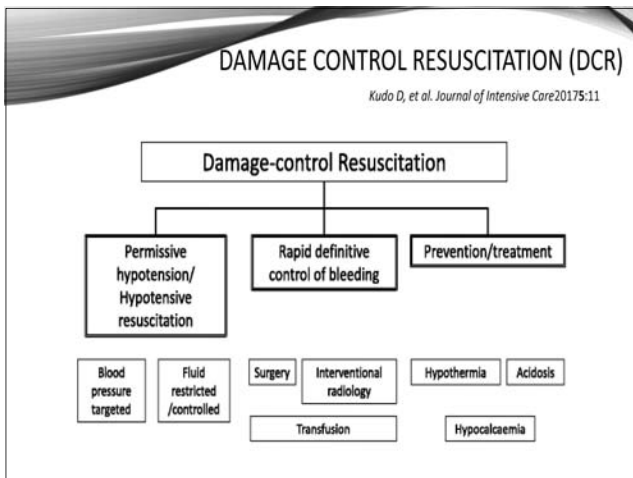 DAMAGE CONTROL RESUSCITATION (DCR)
Kudo D, et al. Journal of Intensive Care20175:11
Damage-control Resuscitation
Permissive
hypotension/
Hypotensive
resuscitation
Rapid definitive
control of bleeding
Prevention/treatment
Blood
pressure
targeted
Fluid
restricted
/controlled
Surgery
Interventional
radiology
Transfusion
Hypothermia
Acidosis
Hypocalcaemia